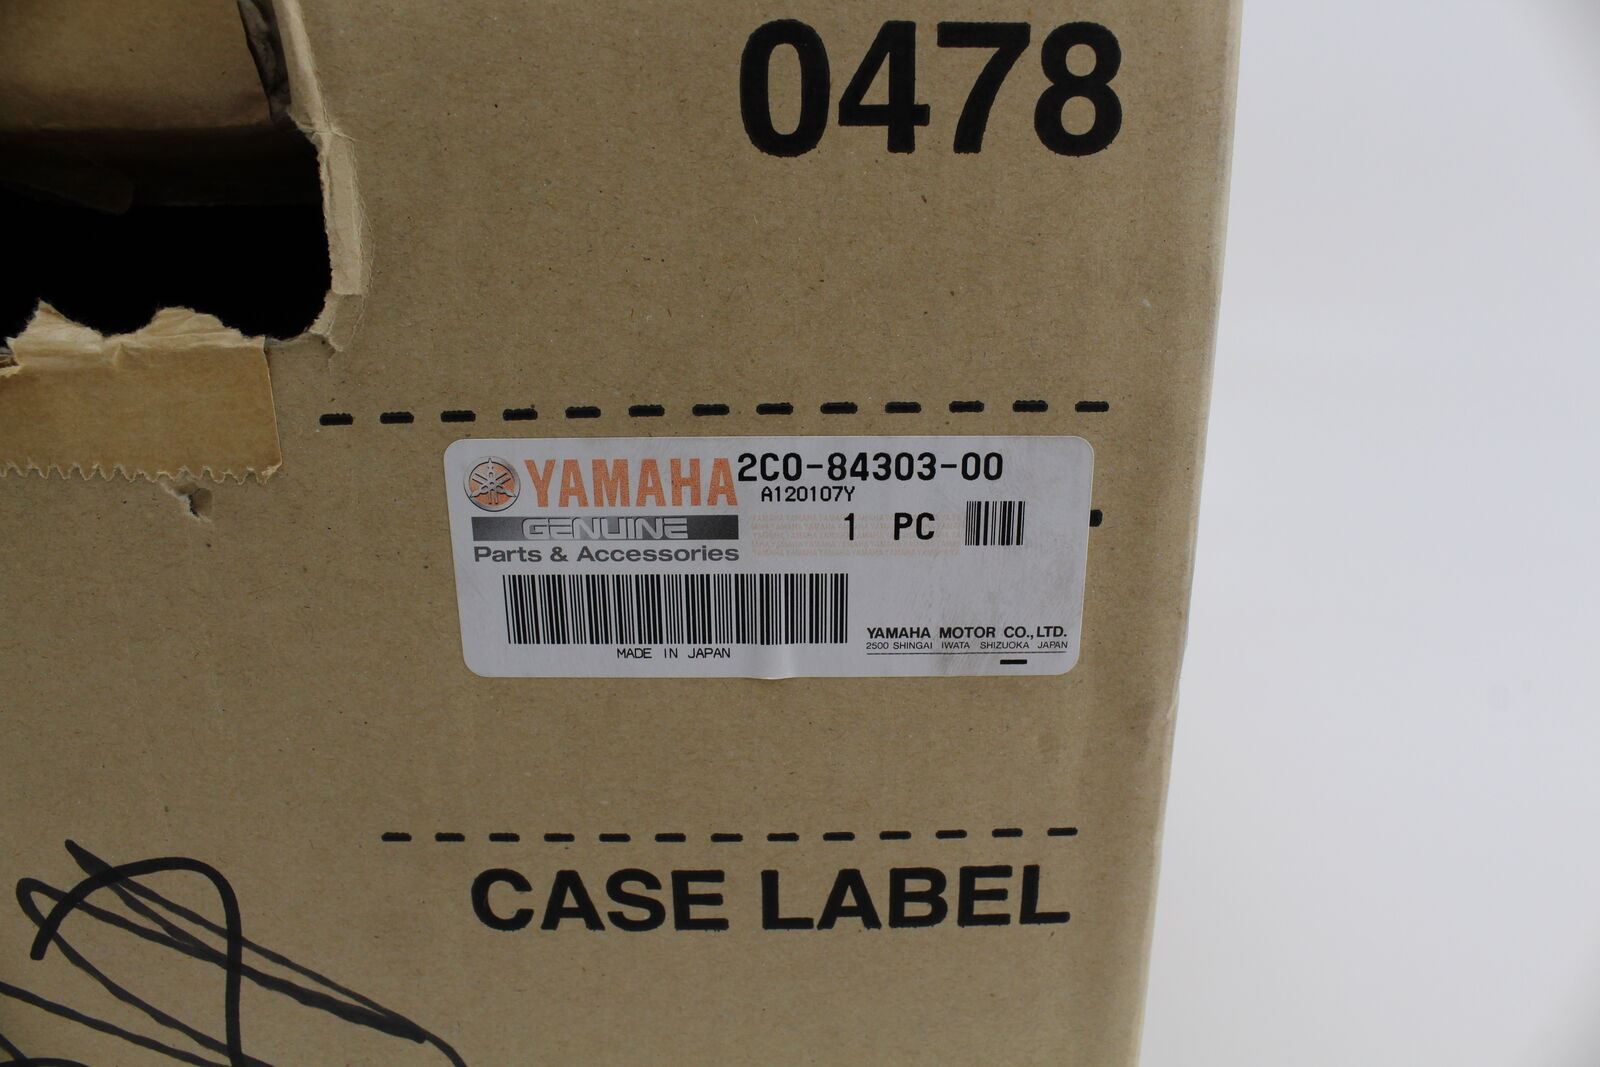 0478
YAMAHA 2C0-84303-00
A120107Y
GENUINE
1 PC
Parts & Accessories
MADE IN JAPAN
YAMAHA MOTOR CO.,LTD.
2500 SHINGAI IWATA SHIZUOKA JAPAN
CASE LABEL